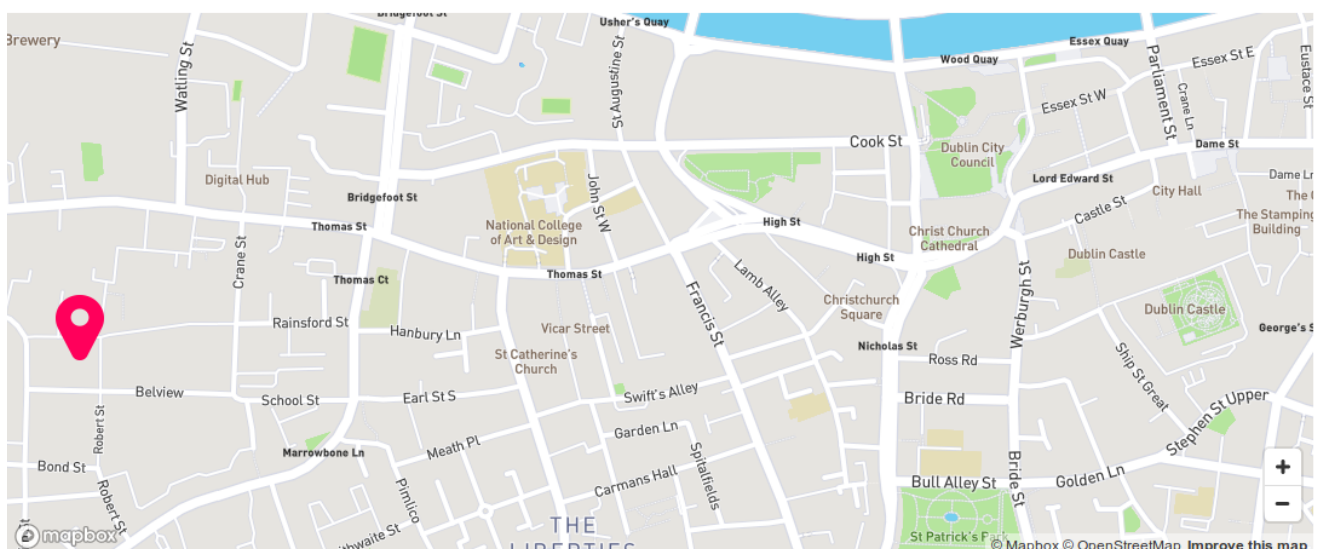 Bridgefoot St
Usher's Quay
Brewery
Essex Quay
Wood Quay
Parliament St
Essex St E
Eustace St
Watling St
St Augustine St
Crane Ln
Essex St W
Cook St
Dublin City
Council
Dame St
Digital Hub
Lord Edward St
Dame Ln
Bridgefoot St
John St W
City Hall
Castle St
The Stamping
Building
National College
of Art & Design
Thomas St
High St
Christ Church
Cathedral
Crane St
High St
Werburgh St
Dublin Castle
Thomas St
Thomas Ct
Lamb Alley
Francis St
Christchurch
Square
Dublin Castle
Rainsford St
Hanbury Ln
Vicar Street
George's S
St Catherine's
Church
Nicholas St
Ross Rd
Ship St Great
Belview
School St
Earl St S
Swift's Alley
Bride Rd
Stephen St Upper
Robert St
Garden Ln
Marrowbone Ln
Meath Pl
Spitalfields
Bond St
Carmans Hall
Bride St
Golden Ln
Bull Alley St
Pimlico
Robert St
THE
LIBERTIES
St Patrick's Park
+
−
mapbox
© Mapbox © OpenStreetMap Improve this map